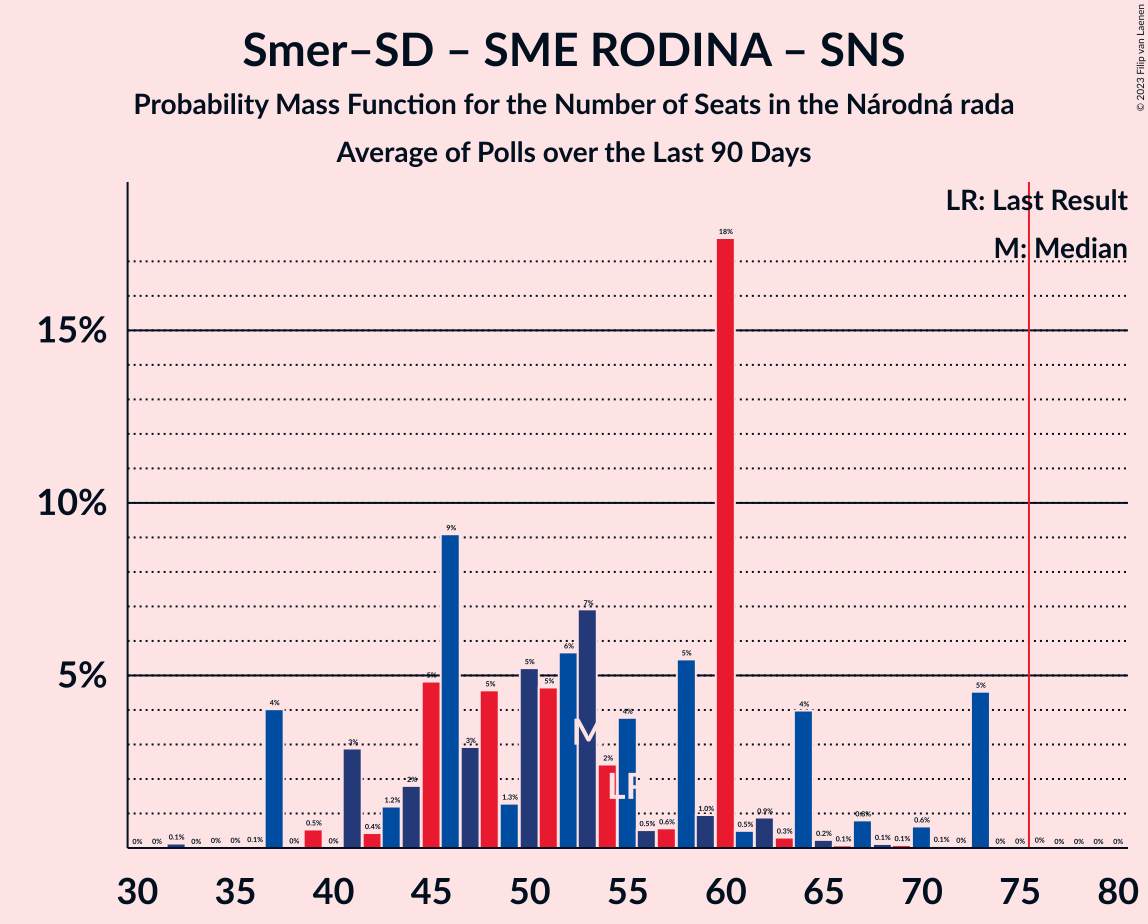 Smer–SD – SME RODINA – SNS
Probability Mass Function for the Number of Seats in the Národná rada
Average of Polls over the Last 90 Days
© 2023 Filip van Laenen
LR: Last Result
M: Median
15%
10%
5%
0% 0% 0.1% 0% 0% 0% 0.1% 4% 0% 0.5% 0% 3% 0.4% 1.2% 2% 5% 9% 3% 5% 1.3% 5% 5% 6% 7% 2% 4% 0.5% 0.6% 5% 1.0% 18% 0.5% 0.9% 0.3% 4% 0.2% 0.1% 0.8% 0.1% 0.1% 0.6% 0.1% 0% 5% 0% 0% 0% 0% 0% 0% 0%
M
LR
30 35 40 45 50 55 60 65 70 75 80